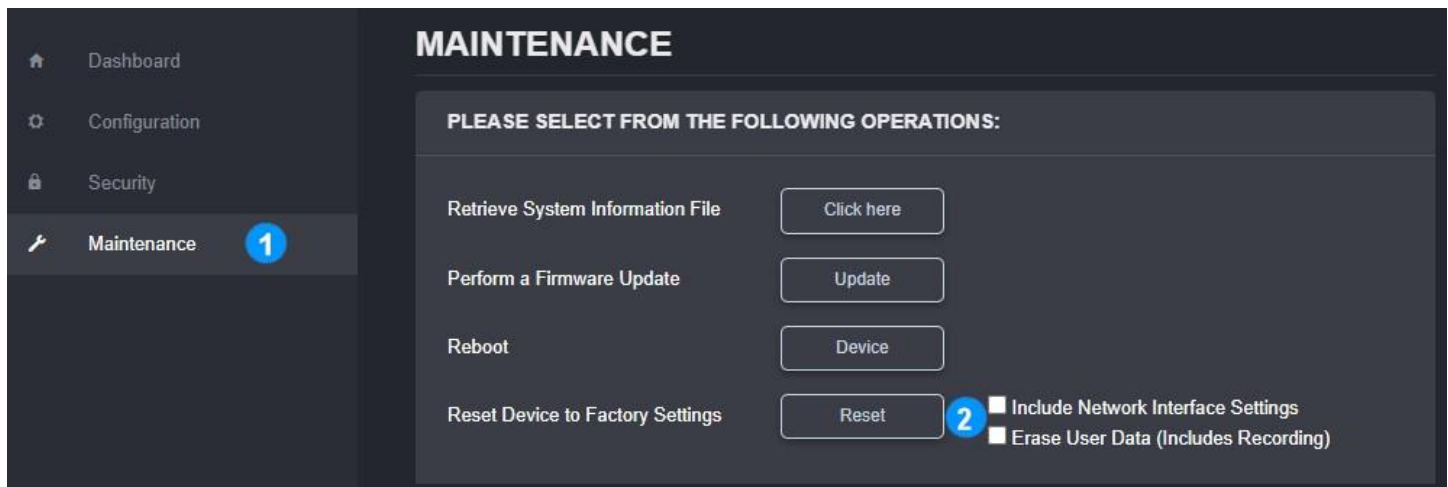 Dashboard
Configuration
Security
Maintenance 1
MAINTENANCE
PLEASE SELECT FROM THE FOLLOWING OPERATIONS:
Retrieve System Information File Click here
Perform a Firmware Update Update
Reboot Device
Reset Device to Factory Settings Reset 2 Include Network Interface Settings
Erase User Data (Includes Recording)